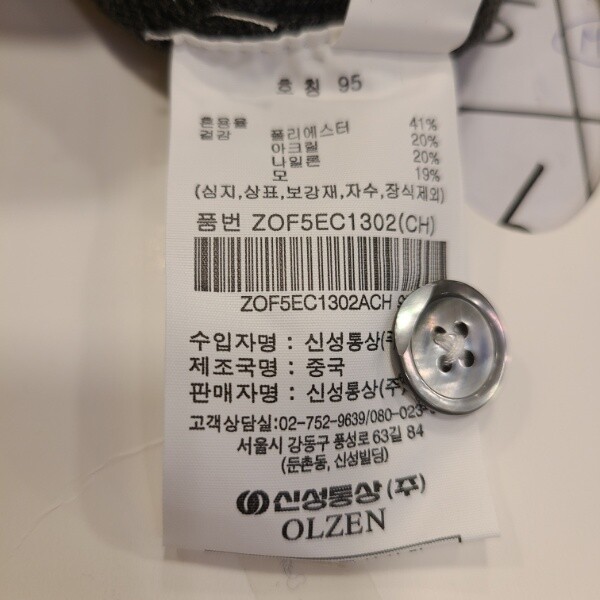 호칭 95
혼용율
겉감 폴리에스터 41%
아크릴 20%
나일론 20%
모 19%
(심지,상표,보강재,자수,장식제외)
품번 ZOF5EC1302(CH)
ZOF5EC1302ACH
수입자명 : 신성통상(주
제조국명 : 중국
판매자명 : 신성통상(주)
고객상담실:02-752-9639/080-023-
서울시 강동구 풍성로 63길 84
(둔촌동, 신성빌딩)
신성통상(주)
OLZEN